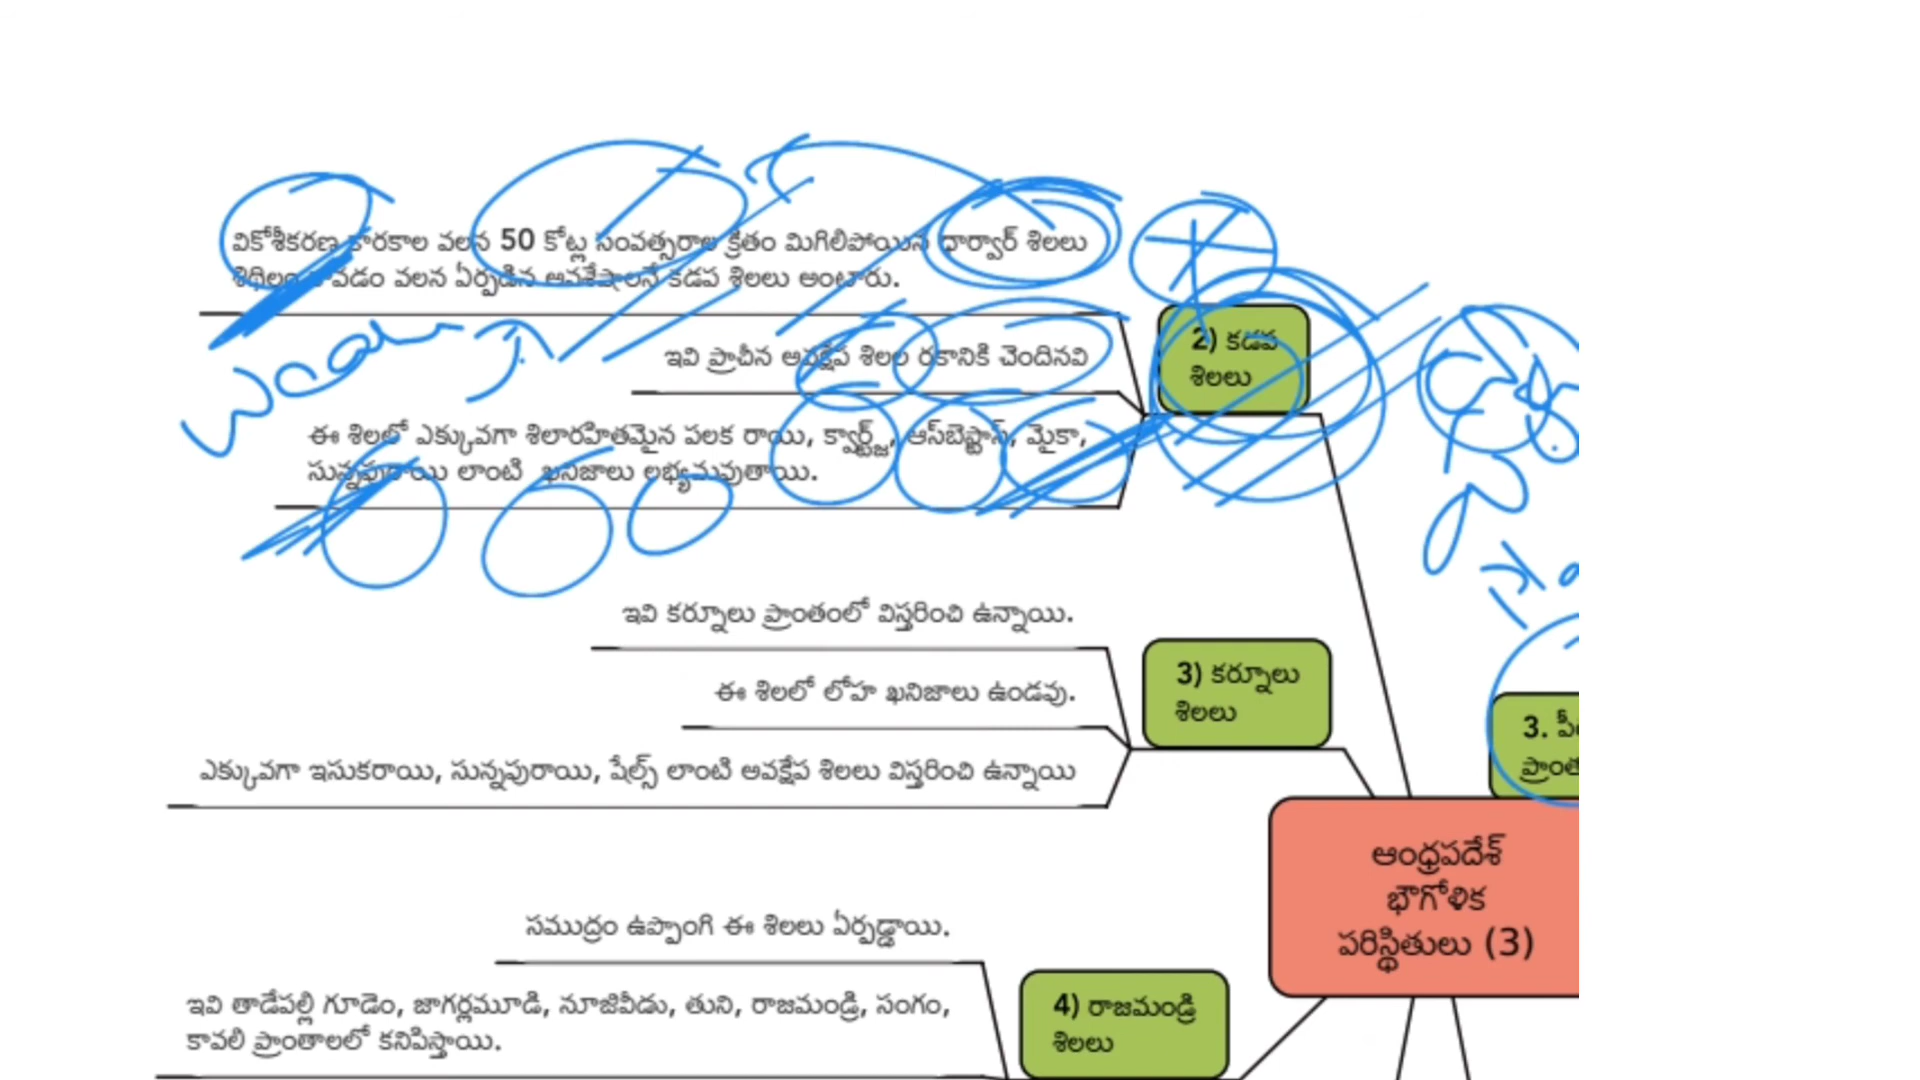 వికోశీకరణ కారకాల వలన 50 కోట్ల సంవత్సరాల క్రితం మిగిలిపోయిన ధార్వార్ శిలలు
శిథిలం కావడం వలన ఏర్పడిన అవశేషాలనే కడప శిలలు అంటారు.
ఇవి ప్రాచీన అవక్షేప శిలల రకానికి చెందినవి
2) కడప
శిలలు
ఈ శిలలో ఎక్కువగా శిలారహితమైన పలక రాయి, క్వార్ట్జ్, ఆస్‌బెస్టాస్, మైకా,
సున్నపురాయి లాంటి ఖనిజాలు లభ్యమవుతాయి.
ఇవి కర్నూలు ప్రాంతంలో విస్తరించి ఉన్నాయి.
ఈ శిలలో లోహ ఖనిజాలు ఉండవు.
3) కర్నూలు
శిలలు
ఎక్కువగా ఇసుకరాయి, సున్నపురాయి, షేల్స్ లాంటి అవక్షేప శిలలు విస్తరించి ఉన్నాయి
3.
ఆంధ్రప్రదేశ్
భౌగోళిక
పరిస్థితులు (3)
సముద్రం ఉప్పొంగి ఈ శిలలు ఏర్పడ్డాయి.
ఇవి తాడేపల్లి గూడెం, జాగర్లమూడి, నూజివీడు, తుని, రాజమండ్రి, సంగం,
కావలి ప్రాంతాలలో కనిపిస్తాయి.
4) రాజమండ్రి
శిలలు